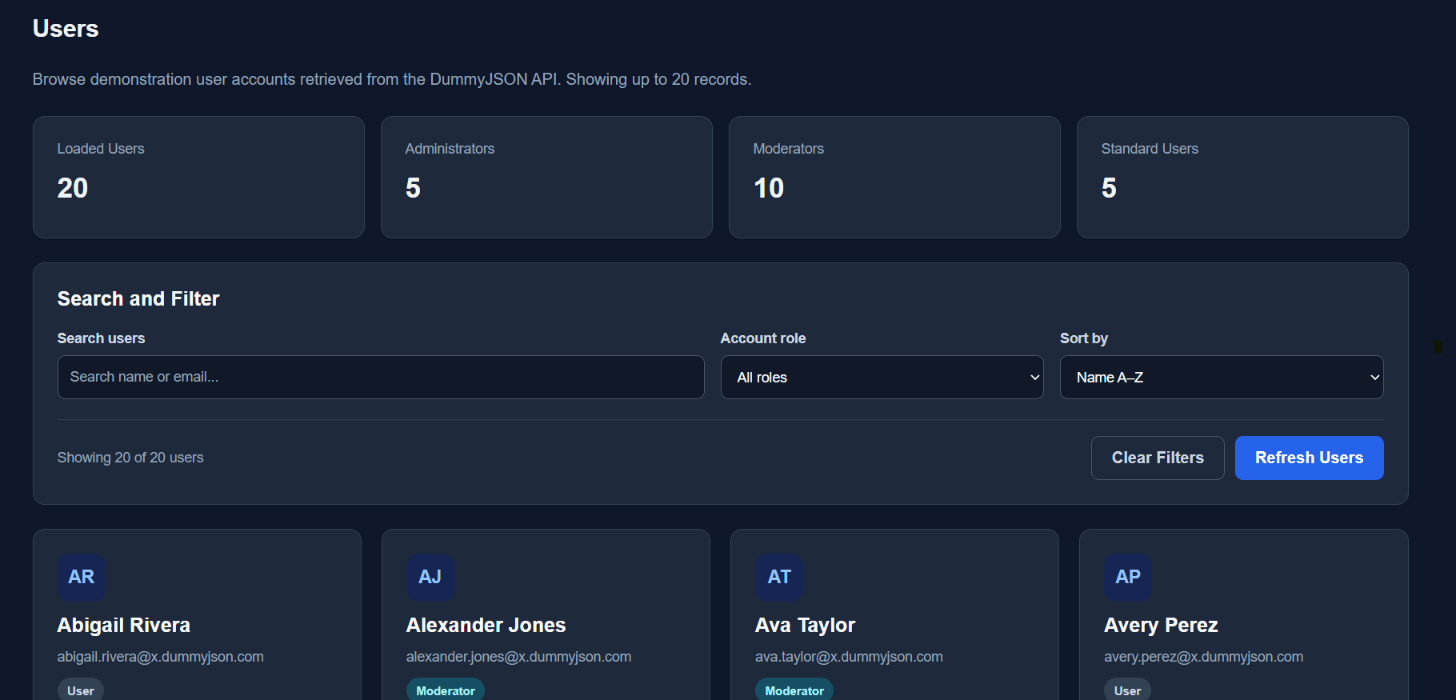 Users
Browse demonstration user accounts retrieved from the DummyJSON API. Showing up to 20 records.
Loaded Users
20
Administrators
5
Moderators
10
Standard Users
5
Search and Filter
Search users
Search name or email...
Account role
All roles
Sort by
Name A–Z
Showing 20 of 20 users
Clear Filters
Refresh Users
AR
Abigail Rivera
abigail.rivera@x.dummyjson.com
User
AJ
Alexander Jones
alexander.jones@x.dummyjson.com
Moderator
AT
Ava Taylor
ava.taylor@x.dummyjson.com
Moderator
AP
Avery Perez
avery.perez@x.dummyjson.com
User